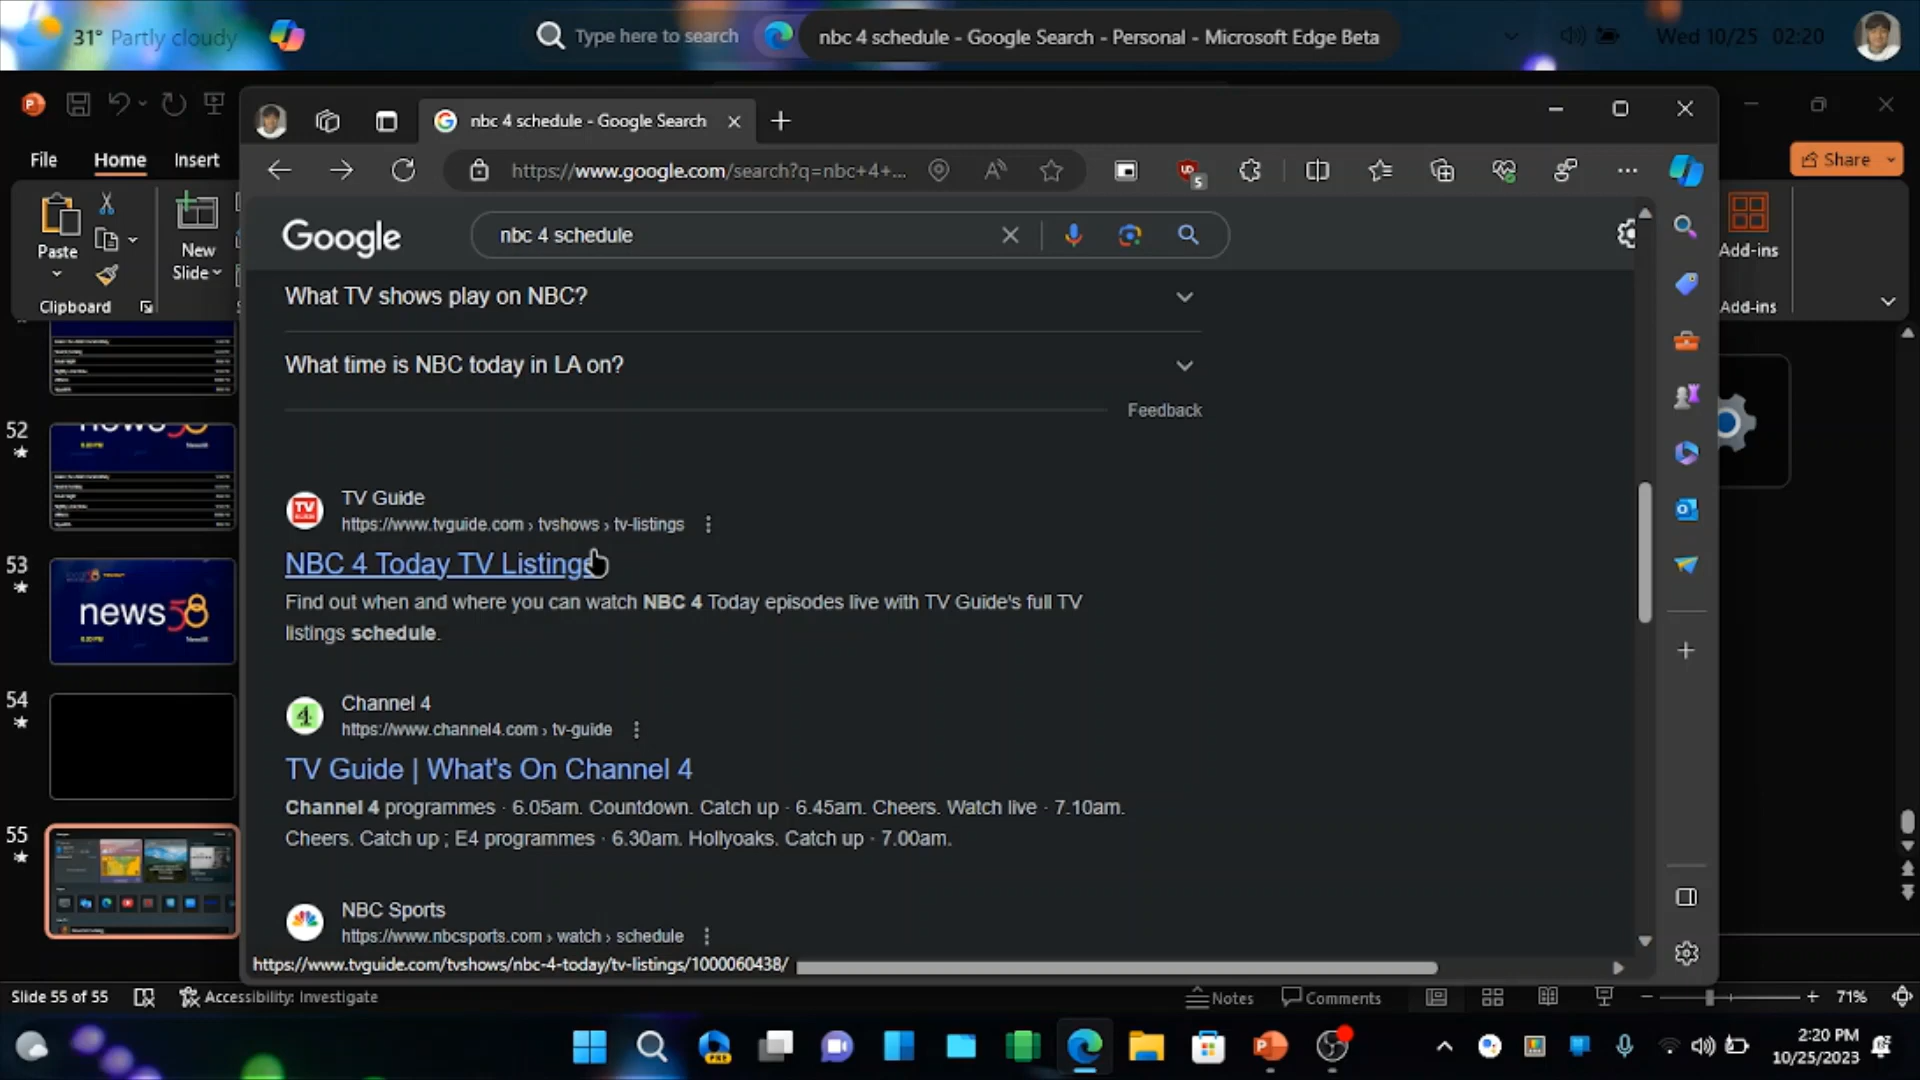 31° Partly cloudy
Type here to search
nbc 4 schedule - Google Search - Personal - Microsoft Edge Beta
Wed 10/25 02:20
nbc 4 schedule - Google Search
File
Home
Insert
Share
https://www.google.com/search?q=nbc+4+...
5
Paste
New
Slide
Clipboard
Add-ins
Add-ins
Google
nbc 4 schedule
What TV shows play on NBC?
What time is NBC today in LA on?
Feedback
TV Guide
https://www.tvguide.com › tvshows › tv-listings
NBC 4 Today TV Listings
Find out when and where you can watch NBC 4 Today episodes live with TV Guide's full TV
listings schedule.
Channel 4
https://www.channel4.com › tv-guide
TV Guide | What's On Channel 4
Channel 4 programmes · 6.05am. Countdown. Catch up · 6.45am. Cheers. Watch live · 7.10am.
Cheers. Catch up ; E4 programmes · 6.30am. Hollyoaks. Catch up · 7.00am.
NBC Sports
https://www.nbcsports.com › watch › schedule
https://www.tvguide.com/tvshows/nbc-4-today/tv-listings/1000060438/
52
news58
53
news58
54
55
Slide 55 of 55
Accessibility: Investigate
Notes
Comments
71%
2:20 PM
10/25/2023